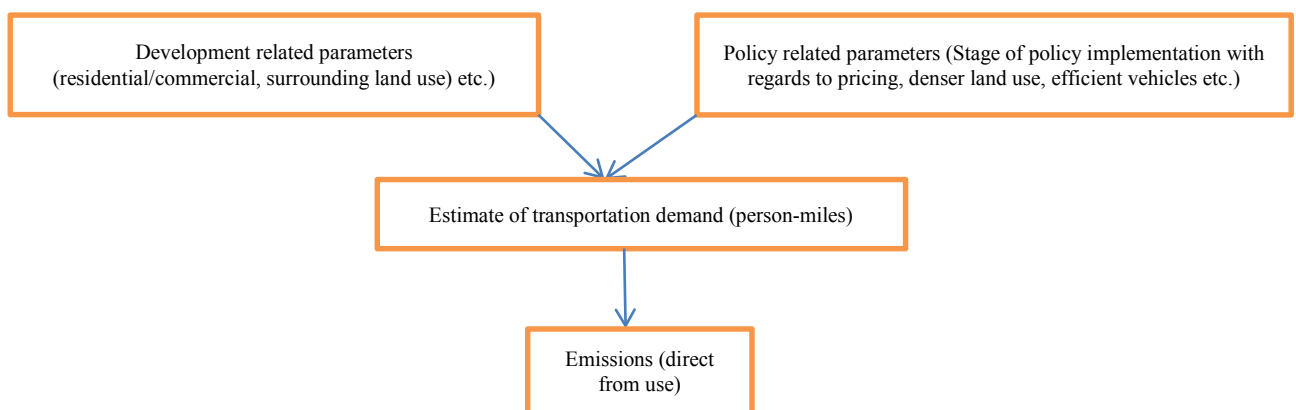 Development related parameters
(residential/commercial, surrounding land use) etc.)
Policy related parameters (Stage of policy implementation with
regards to pricing, denser land use, efficient vehicles etc.)
Estimate of transportation demand (person-miles)
Emissions (direct
from use)